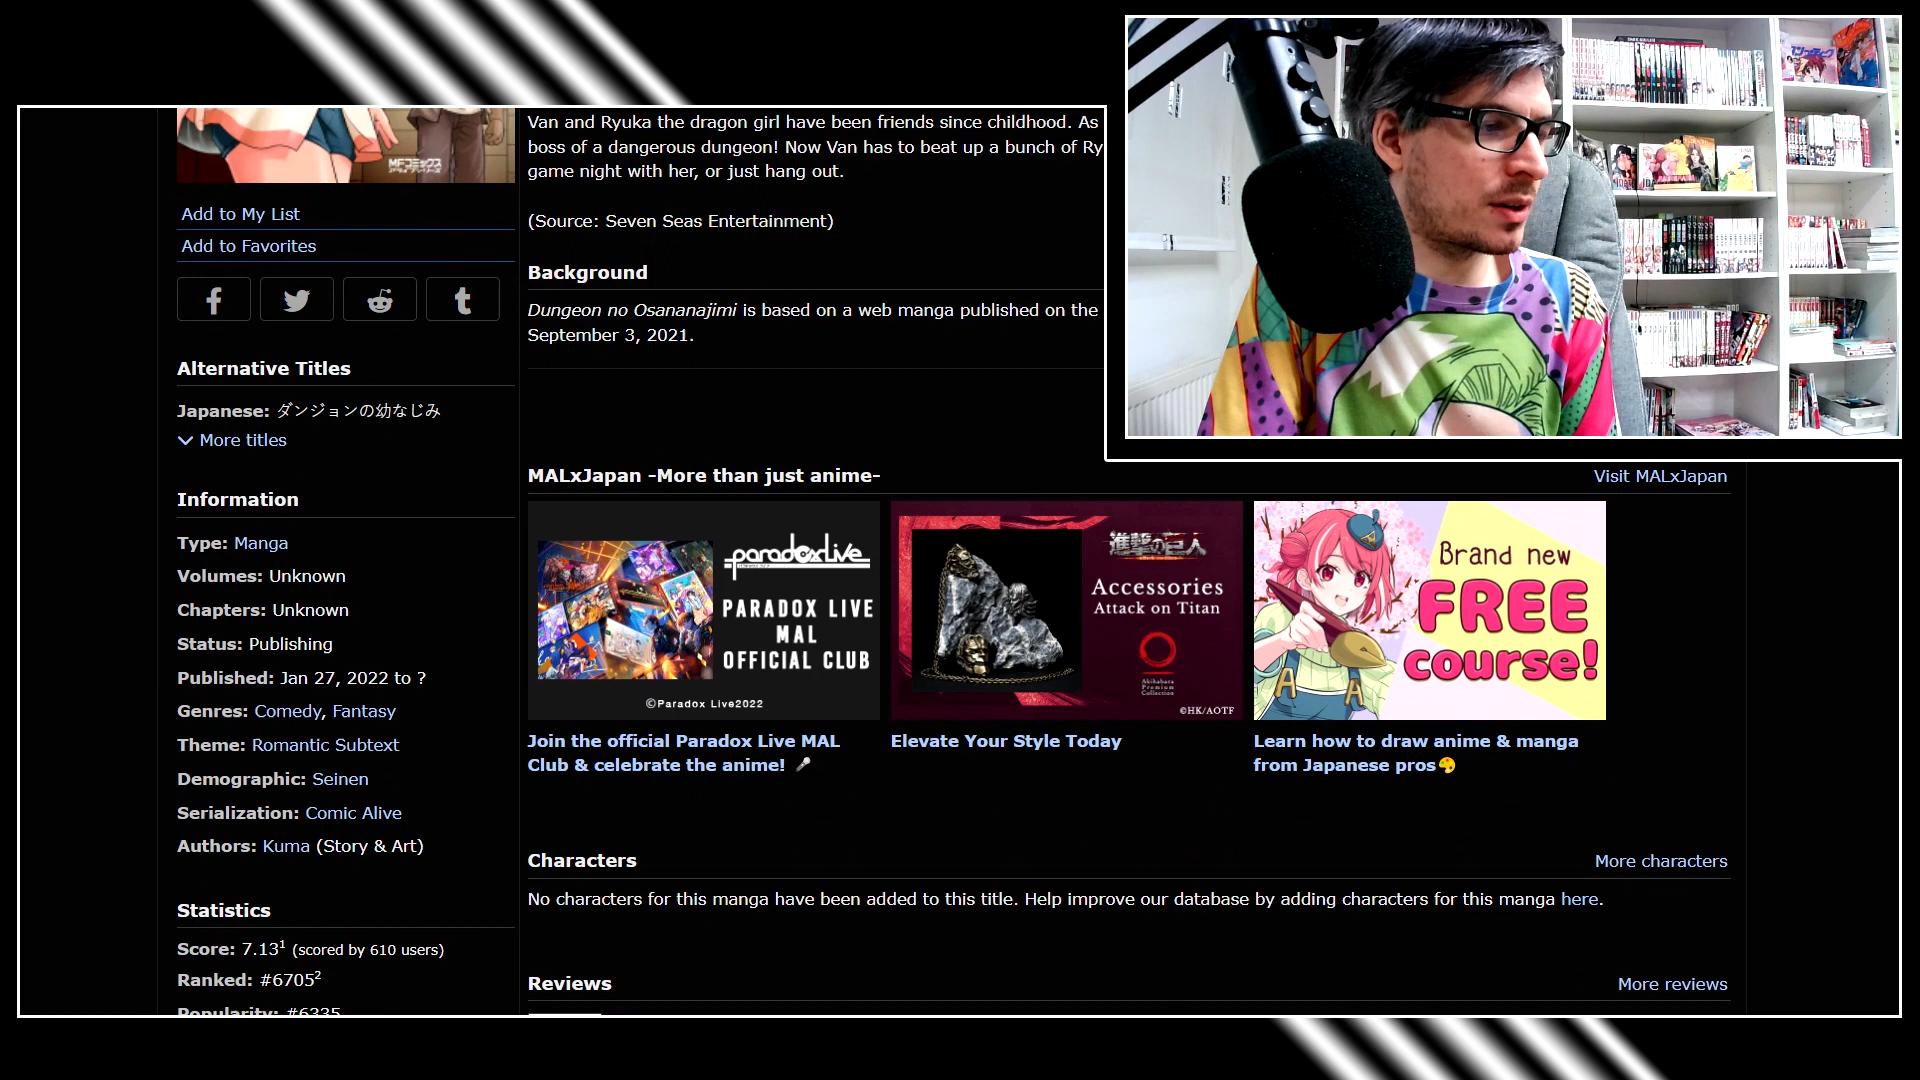 MFコミックス
Add to My List
Add to Favorites
Alternative Titles
Japanese: ダンジョンの幼なじみ
More titles
Information
Type: Manga
Volumes: Unknown
Chapters: Unknown
Status: Publishing
Published: Jan 27, 2022 to ?
Genres: Comedy, Fantasy
Theme: Romantic Subtext
Demographic: Seinen
Serialization: Comic Alive
Authors: Kuma (Story & Art)
Statistics
Score: 7.13¹ (scored by 610 users)
Ranked: #6705²
Popularity: #6335
Van and Ryuka the dragon girl have been friends since childhood. As
boss of a dangerous dungeon! Now Van has to beat up a bunch of Ry
game night with her, or just hang out.
(Source: Seven Seas Entertainment)
Background
Dungeon no Osananajimi is based on a web manga published on the
September 3, 2021.
MALxJapan -More than just anime-
Visit MALxJapan
paradoxLive
PARADOX LIVE
MAL
OFFICIAL CLUB
©Paradox Live2022
Join the official Paradox Live MAL
Club & celebrate the anime! 🎤
進撃の巨人
Accessories
Attack on Titan
Akihabara
Premium
Collection
©HK/AOTF
Elevate Your Style Today
Brand new
FREE
course!
Learn how to draw anime & manga
from Japanese pros🎨
Characters
More characters
No characters for this manga have been added to this title. Help improve our database by adding characters for this manga here.
Reviews
More reviews